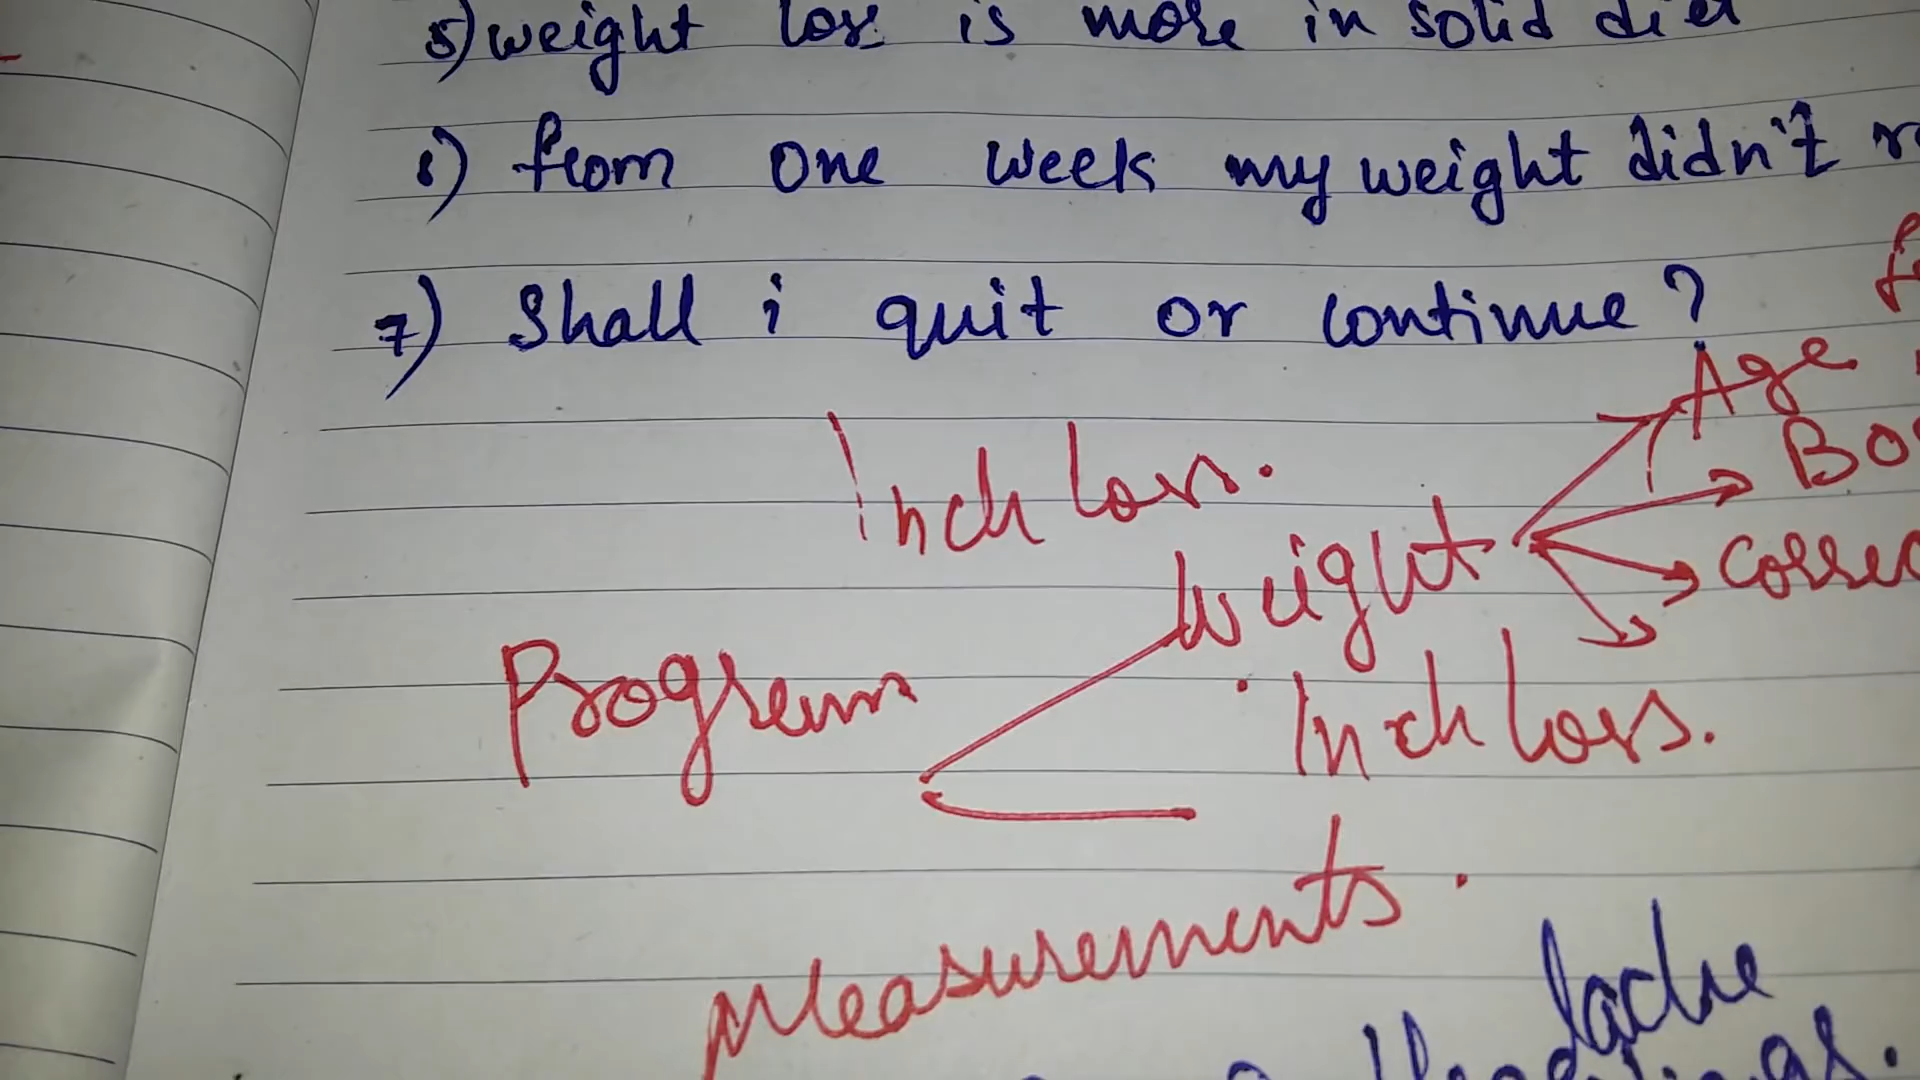 5) weight loss is more in solid diet
6) from one week my weight didn't
7) Shall i quit or continue?
Age
Inch loss.
Weight
Program
Inch loss.
Measurements.